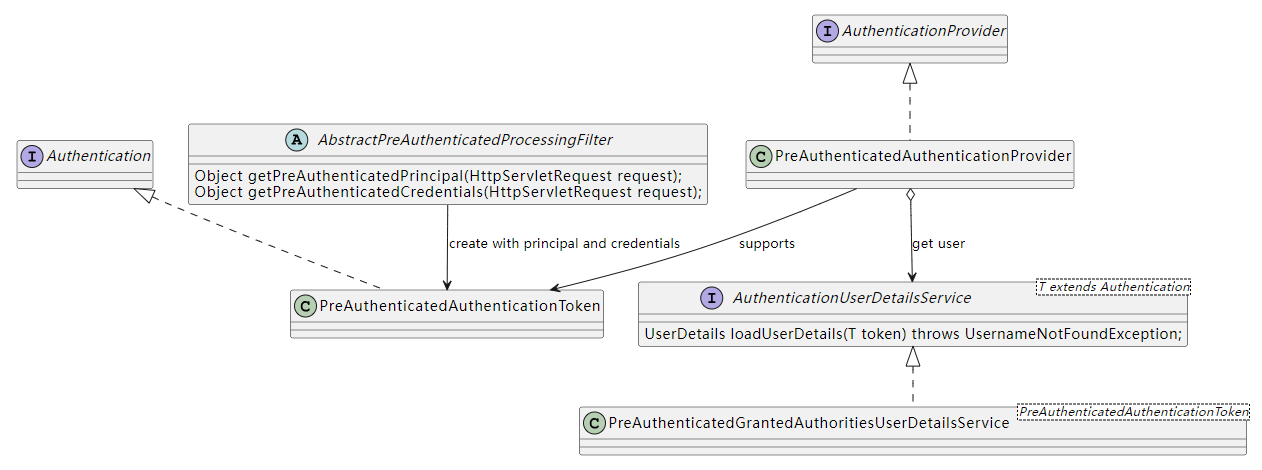 I AuthenticationProvider
I Authentication
A AbstractPreAuthenticatedProcessingFilter
Object getPreAuthenticatedPrincipal(HttpServletRequest request);
Object getPreAuthenticatedCredentials(HttpServletRequest request);
C PreAuthenticatedAuthenticationProvider
create with principal and credentials
supports
get user
C PreAuthenticatedAuthenticationToken
I AuthenticationUserDetailsService
T extends Authentication
UserDetails loadUserDetails(T token) throws UsernameNotFoundException;
C PreAuthenticatedGrantedAuthoritiesUserDetailsService
PreAuthenticatedAuthenticationToken